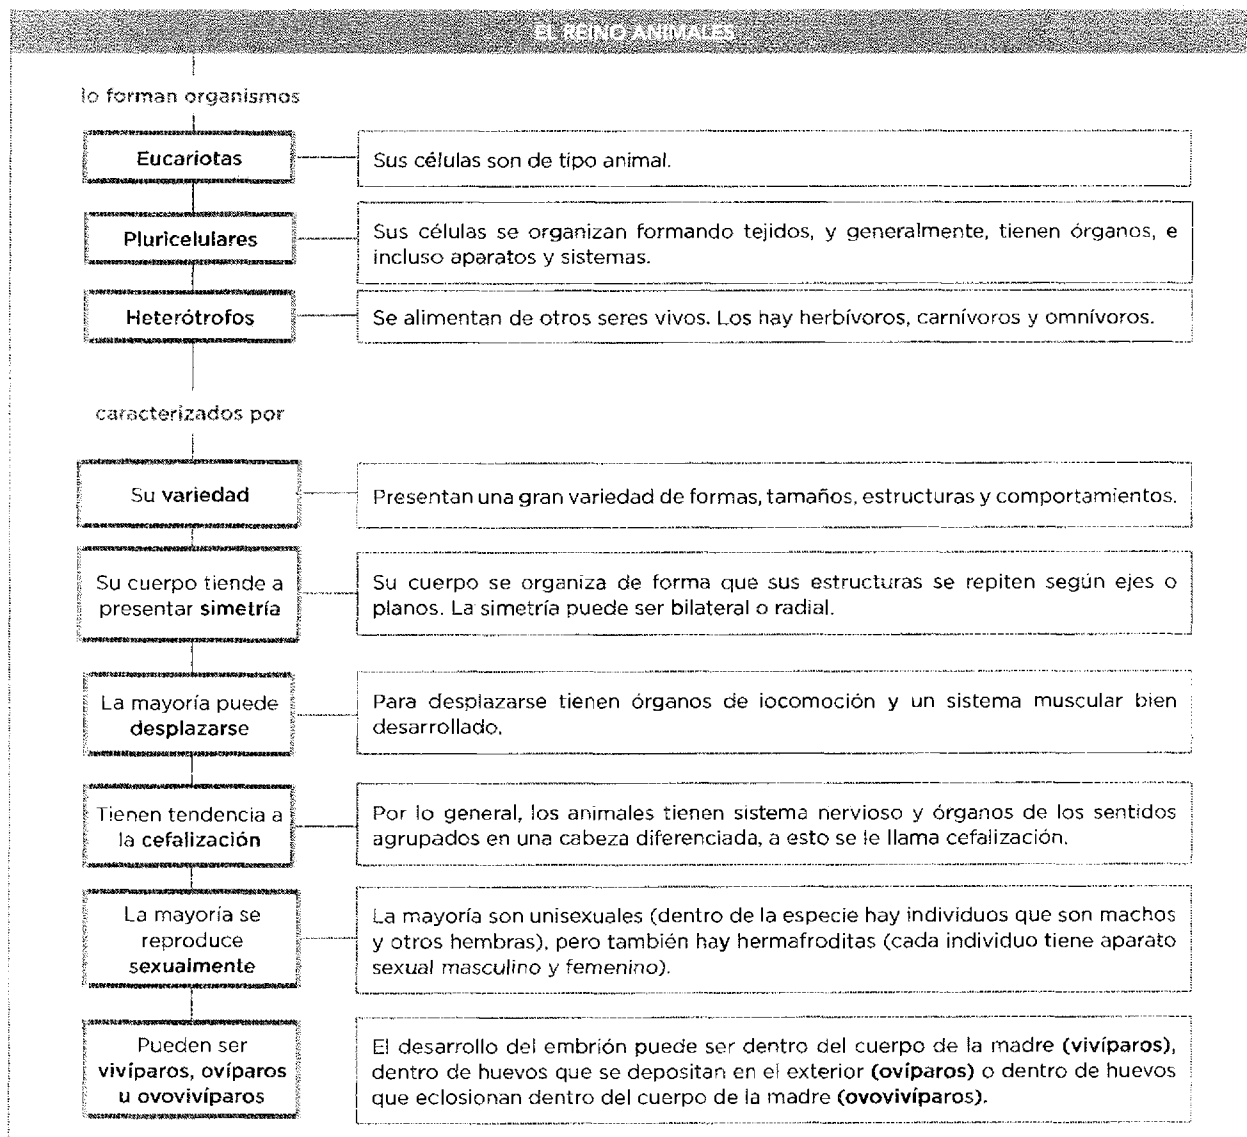 EL REINO ANIMALES
lo forman organismos
Eucariotas
Sus células son de tipo animal.
Pluricelulares
Sus células se organizan formando tejidos, y generalmente, tienen órganos, e
incluso aparatos y sistemas.
Heterótrofos
Se alimentan de otros seres vivos. Los hay herbívoros, carnívoros y omnívoros.
caracterizados por
Su variedad
Presentan una gran variedad de formas, tamaños, estructuras y comportamientos.
Su cuerpo tiende a
presentar simetría
Su cuerpo se organiza de forma que sus estructuras se repiten según ejes o
planos. La simetría puede ser bilateral o radial.
La mayoría puede
desplazarse
Para desplazarse tienen órganos de locomoción y un sistema muscular bien
desarrollado.
Tienen tendencia a
la cefalización
Por lo general, los animales tienen sistema nervioso y órganos de los sentidos
agrupados en una cabeza diferenciada, a esto se le llama cefalización.
La mayoría se
reproduce
sexualmente
La mayoría son unisexuales (dentro de la especie hay individuos que son machos
y otros hembras), pero también hay hermafroditas (cada individuo tiene aparato
sexual masculino y femenino).
Pueden ser
vivíparos, ovíparos
u ovovivíparos
El desarrollo del embrión puede ser dentro del cuerpo de la madre (vivíparos),
dentro de huevos que se depositan en el exterior (ovíparos) o dentro de huevos
que eclosionan dentro del cuerpo de la madre (ovovivíparos).